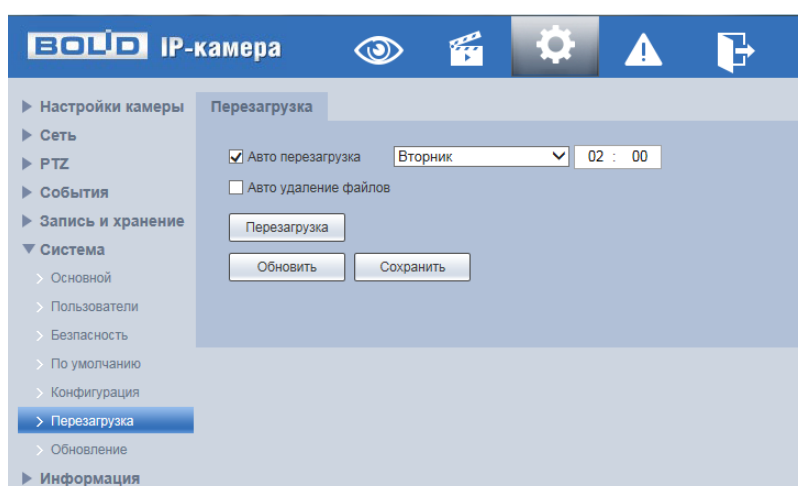 BOLID IP-камера
Настройки камеры
Сеть
PTZ
События
Запись и хранение
Система
Основной
Пользователи
Безпасность
По умолчанию
Конфигурация
Перезагрузка
Обновление
Информация
Перезагрузка
Авто перезагрузка Вторник 02 : 00
Авто удаление файлов
Перезагрузка
Обновить Сохранить